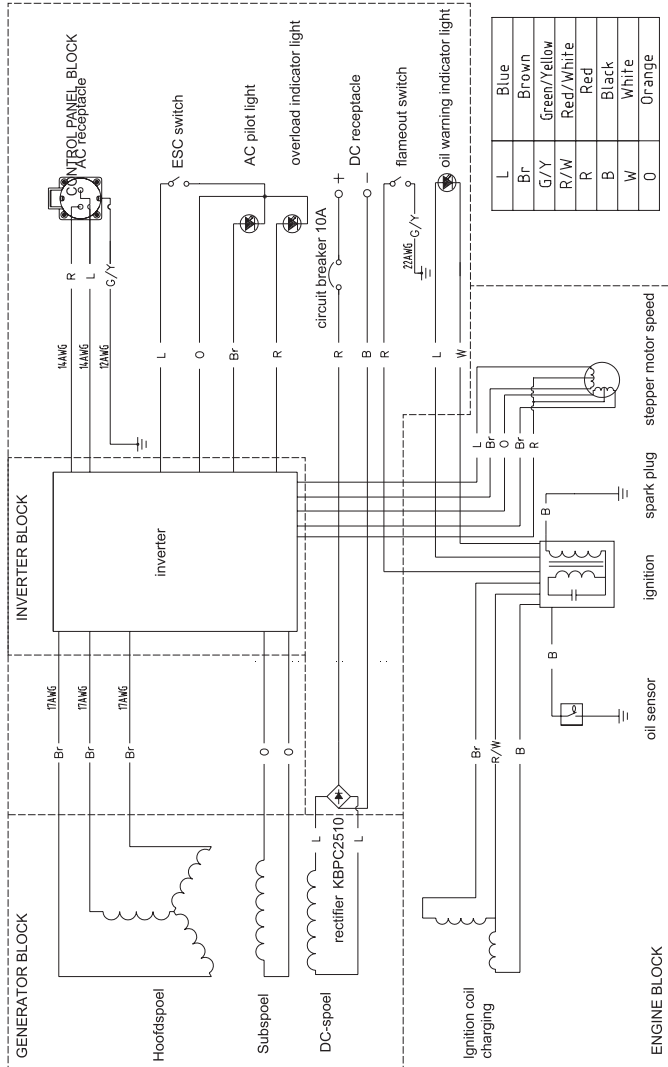 CONTROL PANEL BLOCK
AC receptacle
ESC switch
AC pilot light
overload indicator light
circuit breaker 10A
+
DC receptacle
–
flameout switch
oil warning indicator light
R
L
G/Y
14AWG
14AWG
12AWG
L
O
Br
R
R
B
R
22AWG
G/Y
L
W
L Blue
Br Brown
G/Y Green/Yellow
R/W Red/White
R Red
B Black
W White
O Orange
INVERTER BLOCK
inverter
17AWG
17AWG
17AWG
Br
Br
Br
O
O
GENERATOR BLOCK
Hoofdspoel
Subspoel
DC-spoel
L
L
rectifier KBPC2510
L
Br
O
Br
R
stepper motor speed
spark plug
B
ignition
B
oil sensor
Br
R/W
B
Ignition coil
charging
ENGINE BLOCK